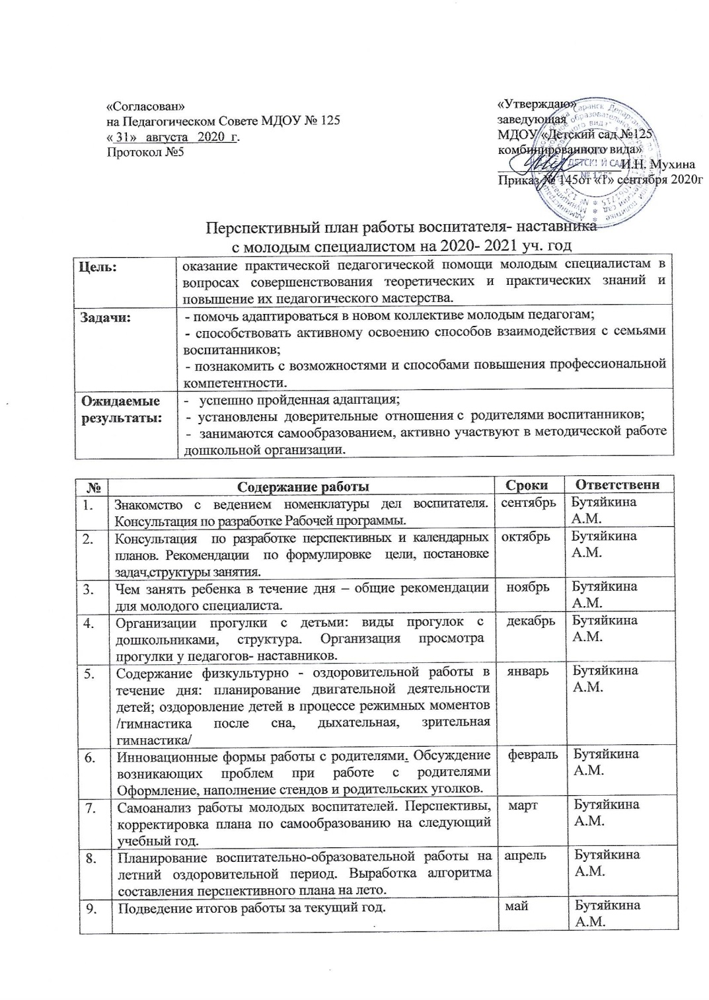 «Согласован»
на Педагогическом Совете МДОУ № 125
« 31» августа 2020 г.
Протокол №5
«Утверждаю»
заведующая
МДОУ «Детский сад №125
комбинированного вида»
И.Н. Мухина
Приказ № 145от «1» сентября 2020г
Перспективный план работы воспитателя- наставника
с молодым специалистом на 2020- 2021 уч. год
Цель:
оказание практической педагогической помощи молодым специалистам в
вопросах совершенствования теоретических и практических знаний и
повышение их педагогического мастерства.
Задачи:
- помочь адаптироваться в новом коллективе молодым педагогам;
- способствовать активному освоению способов взаимодействия с семьями
воспитанников;
- познакомить с возможностями и способами повышения профессиональной
компетентности.
Ожидаемые
результаты:
- успешно пройденная адаптация;
- установлены доверительные отношения с родителями воспитанников;
- занимаются самообразованием, активно участвуют в методической работе
дошкольной организации.
№ Содержание работы Сроки Ответственн
1. Знакомство с ведением номенклатуры дел воспитателя. сентябрь Бутяйкина
Консультация по разработке Рабочей программы. А.М.
2. Консультация по разработке перспективных и календарных октябрь Бутяйкина
планов. Рекомендации по формулировке цели, постановке А.М.
задач,структуры занятия.
3. Чем занять ребенка в течение дня – общие рекомендации ноябрь Бутяйкина
для молодого специалиста. А.М.
4. Организации прогулки с детьми: виды прогулок с декабрь Бутяйкина
дошкольниками, структура. Организация просмотра А.М.
прогулки у педагогов- наставников.
5. Содержание физкультурно - оздоровительной работы в январь Бутяйкина
течение дня: планирование двигательной деятельности А.М.
детей; оздоровление детей в процессе режимных моментов
/гимнастика после сна, дыхательная, зрительная
гимнастика/
6. Инновационные формы работы с родителями. Обсуждение февраль Бутяйкина
возникающих проблем при работе с родителями А.М.
Оформление, наполнение стендов и родительских уголков.
7. Самоанализ работы молодых воспитателей. Перспективы, март Бутяйкина
корректировка плана по самообразованию на следующий А.М.
учебный год.
8. Планирование воспитательно-образовательной работы на апрель Бутяйкина
летний оздоровительной период. Выработка алгоритма А.М.
составления перспективного плана на лето.
9. Подведение итогов работы за текущий год. май Бутяйкина
А.М.